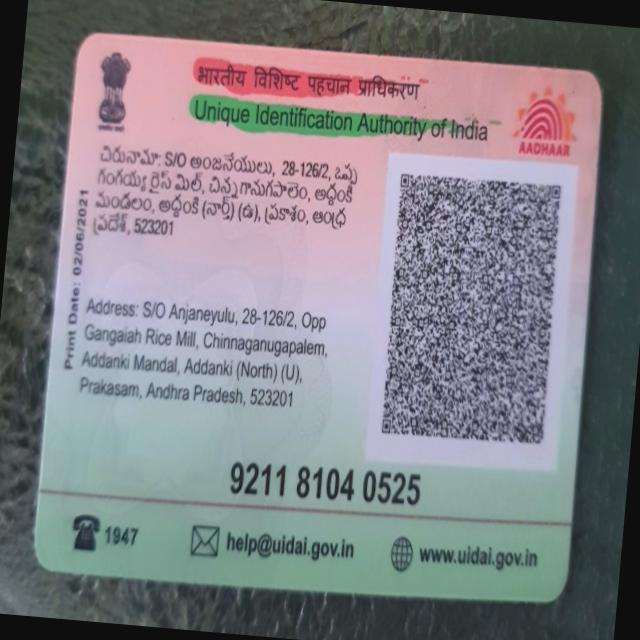 भारतीय विशिष्ट पहचान प्राधिकरण
Unique Identification Authority of India
AADHAAR
చిరునామా: S/O ఆంజనేయులు, 28-126/2, ఒప్ప
గంగయ్య రైస్ మిల్, చిన్నగానుగపాలెం, అద్దంకి
మండలం, అద్దంకి (నార్త్) (ఉ), ప్రకాశం, ఆంధ్ర
ప్రదేశ్, 523201
Print Date: 02/06/2021
Address: S/O Anjaneyulu, 28-126/2, Opp
Gangaiah Rice Mill, Chinnaganugapalem,
Addanki Mandal, Addanki (North) (U),
Prakasam, Andhra Pradesh, 523201
9211 8104 0525
1947
help@uidai.gov.in
www.uidai.gov.in